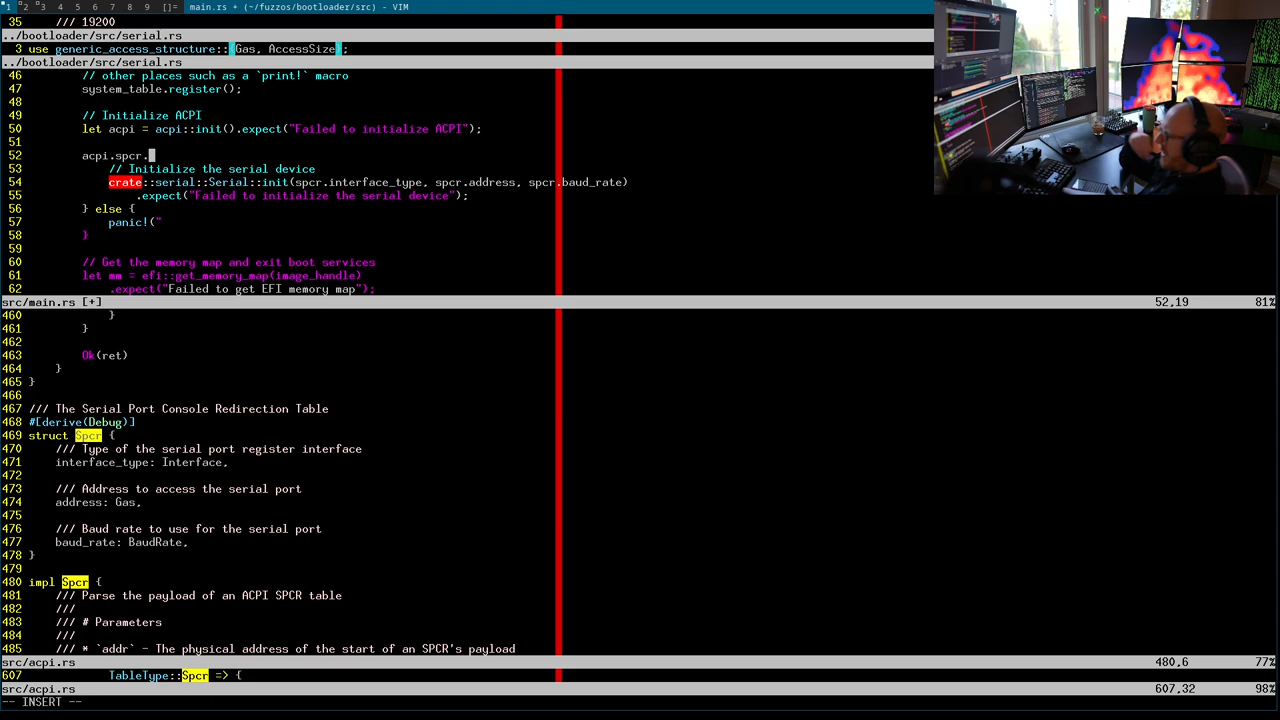 1 2 3 4 5 6 7 8 9 []= main.rs + (~/fuzzos/bootloader/src) - VIM
35 /// 19200
../bootloader/src/serial.rs
3 use generic_access_structure::{Gas, AccessSize};
../bootloader/src/serial.rs
46 // other places such as a `print!` macro
47 system_table.register();
48
49 // Initialize ACPI
50 let acpi = acpi::init().expect("Failed to initialize ACPI");
51
52 acpi.spcr.
53 // Initialize the serial device
54 crate::serial::Serial::init(spcr.interface_type, spcr.address, spcr.baud_rate)
55 .expect("Failed to initialize the serial device");
56 } else {
57 panic!("
58 }
59
60 // Get the memory map and exit boot services
61 let mm = efi::get_memory_map(image_handle)
62 .expect("Failed to get EFI memory map");
src/main.rs [+] 52,19 81%
460 }
461 }
462
463 Ok(ret)
464 }
465 }
466
467 /// The Serial Port Console Redirection Table
468 #[derive(Debug)]
469 struct Spcr {
470 /// Type of the serial port register interface
471 interface_type: Interface,
472
473 /// Address to access the serial port
474 address: Gas,
475
476 /// Baud rate to use for the serial port
477 baud_rate: BaudRate,
478 }
479
480 impl Spcr {
481 /// Parse the payload of an ACPI SPCR table
482 ///
483 /// # Parameters
484 ///
485 /// * `addr` - The physical address of the start of an SPCR's payload
src/acpi.rs 480,6 77%
607 TableType::Spcr => {
src/acpi.rs 607,32 98%
-- INSERT --